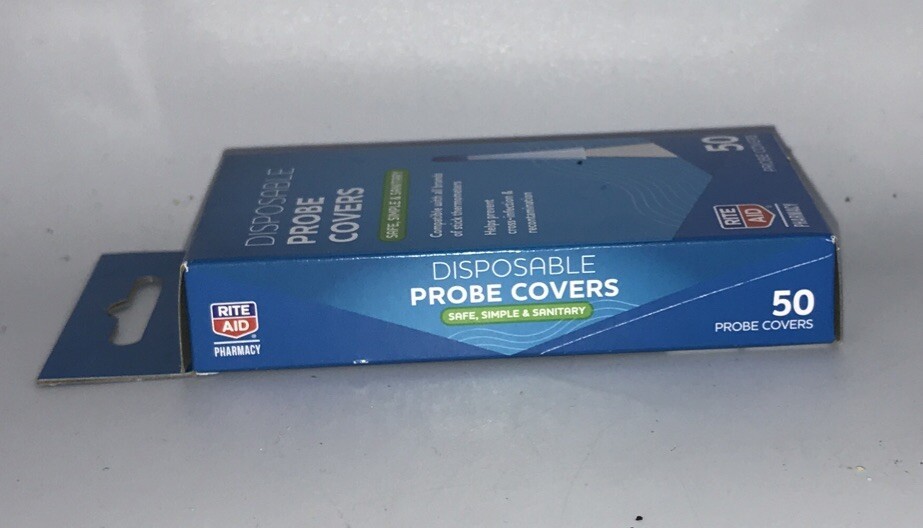 DISPOSABLE
PROBE
COVERS
SAFE, SIMPLE & SANITARY
Compatible with all brands
of stick thermometers
Helps prevent
cross-infection &
recontamination
50
PROBE COVERS
RITE
AID
PHARMACY
RITE
AID
PHARMACY
DISPOSABLE
PROBE COVERS
SAFE, SIMPLE & SANITARY
50
PROBE COVERS